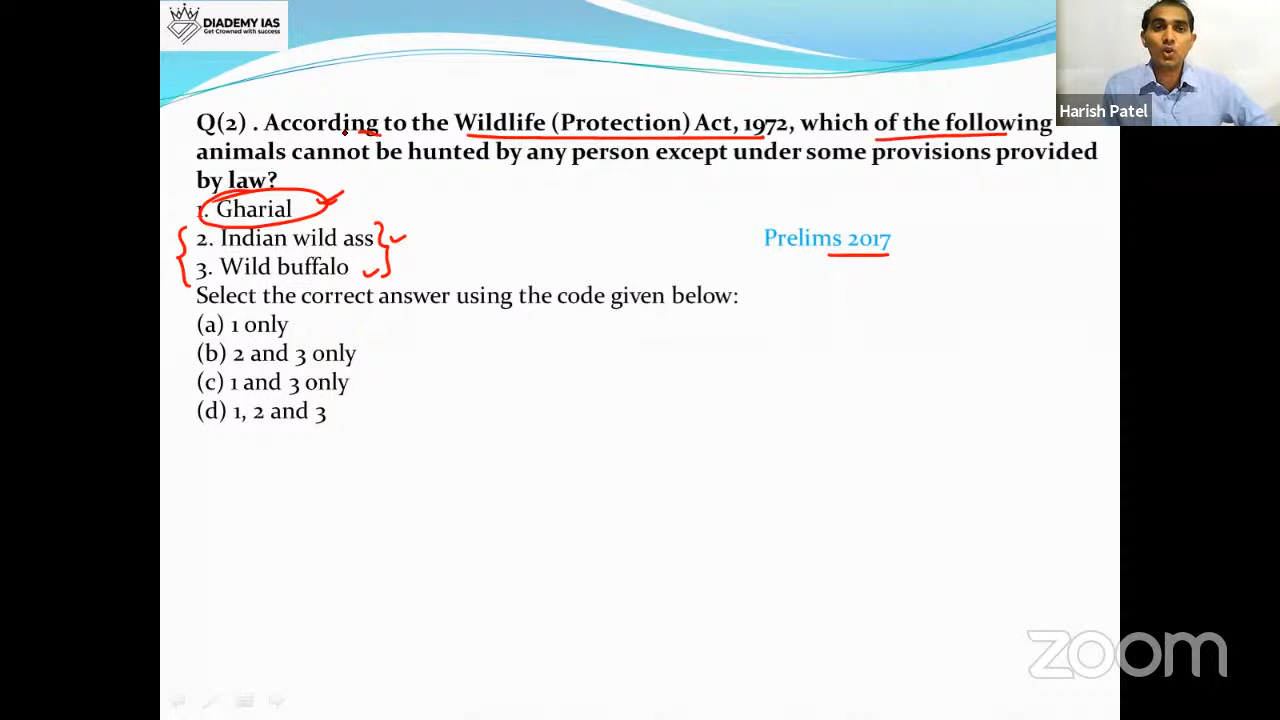 DIADEMY IAS
Get Crowned with success
Harish Patel
Q(2) . According to the Wildlife (Protection) Act, 1972, which of the following
animals cannot be hunted by any person except under some provisions provided
by law?
1. Gharial
2. Indian wild ass
Prelims 2017
3. Wild buffalo
Select the correct answer using the code given below:
(a) 1 only
(b) 2 and 3 only
(c) 1 and 3 only
(d) 1, 2 and 3
zoom